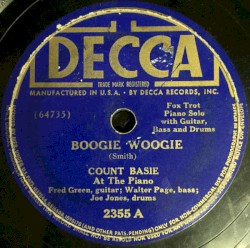 DECCA
TRADE MARK REGISTERED
MANUFACTURED IN U.S.A. BY DECCA RECORDS, INC.
(64735)
Fox Trot
Piano Solo
with Guitar,
Bass and Drums
BOOGIE WOOGIE
(Smith)
COUNT BASIE
At The Piano
Fred Green, guitar; Walter Page, bass;
Joe Jones, drums
2355 A